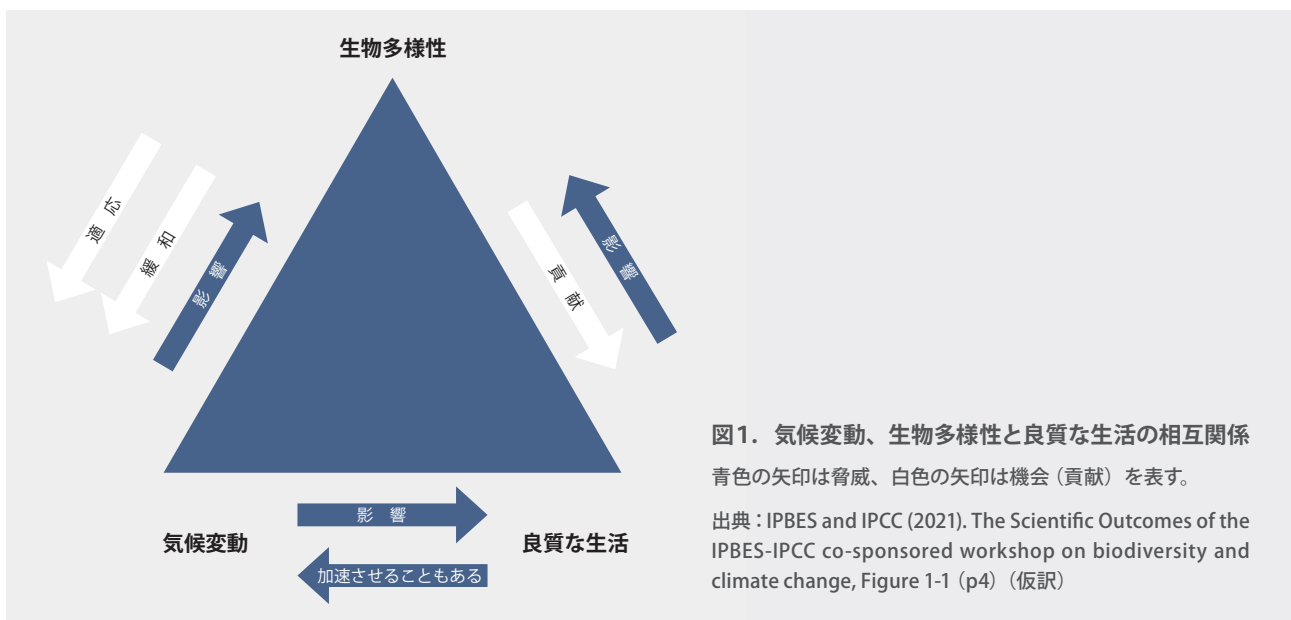 生物多様性
適応
緩和
影響
貢献
影響
気候変動
影響
加速させることもある
良質な生活
図1. 気候変動、生物多様性と良質な生活の相互関係
青色の矢印は脅威、白色の矢印は機会（貢献）を表す。
出典：IPBES and IPCC (2021). The Scientific Outcomes of the
IPBES-IPCC co-sponsored workshop on biodiversity and
climate change, Figure 1-1（p4）（仮訳）